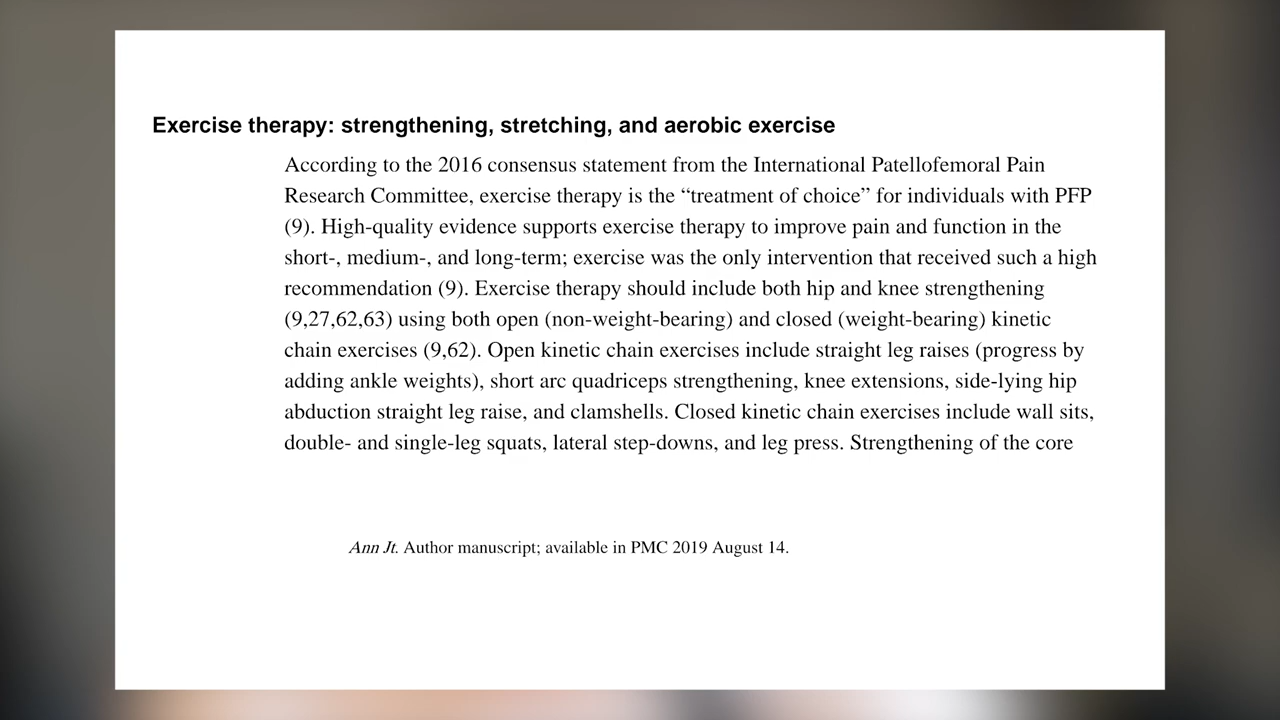 Exercise therapy: strengthening, stretching, and aerobic exercise
According to the 2016 consensus statement from the International Patellofemoral Pain
Research Committee, exercise therapy is the “treatment of choice” for individuals with PFP
(9). High-quality evidence supports exercise therapy to improve pain and function in the
short-, medium-, and long-term; exercise was the only intervention that received such a high
recommendation (9). Exercise therapy should include both hip and knee strengthening
(9,27,62,63) using both open (non-weight-bearing) and closed (weight-bearing) kinetic
chain exercises (9,62). Open kinetic chain exercises include straight leg raises (progress by
adding ankle weights), short arc quadriceps strengthening, knee extensions, side-lying hip
abduction straight leg raise, and clamshells. Closed kinetic chain exercises include wall sits,
double- and single-leg squats, lateral step-downs, and leg press. Strengthening of the core
Ann Jt. Author manuscript; available in PMC 2019 August 14.